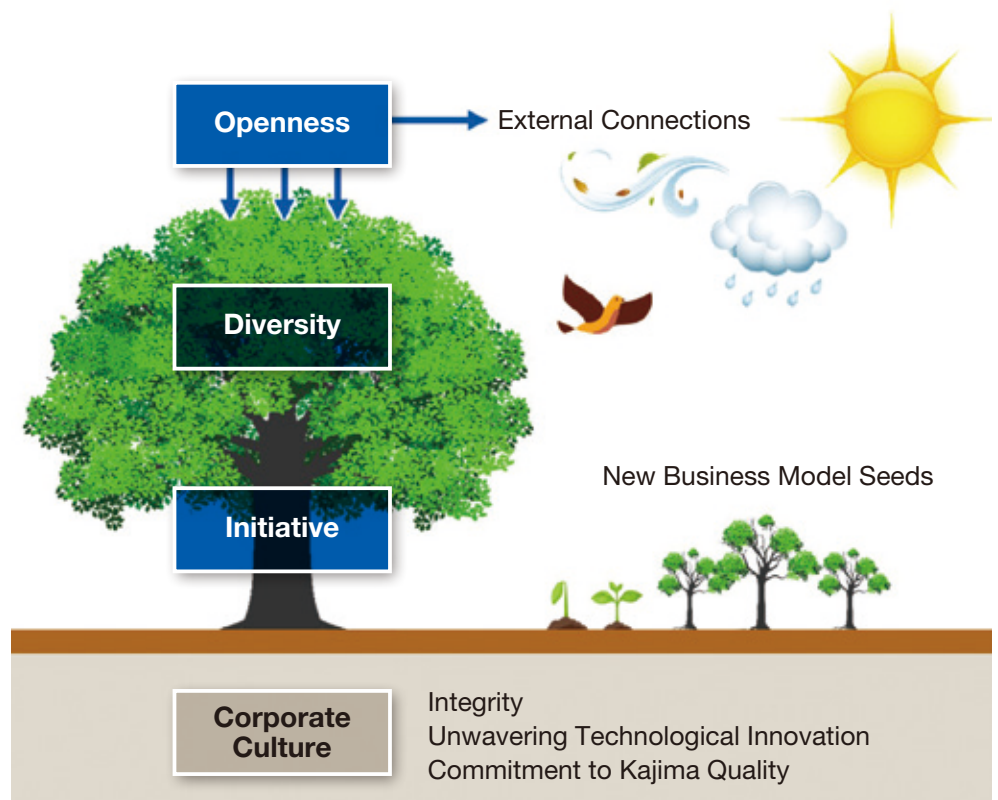 Openness
External Connections
Diversity
New Business Model Seeds
Initiative
Corporate
Culture
Integrity
Unwavering Technological Innovation
Commitment to Kajima Quality